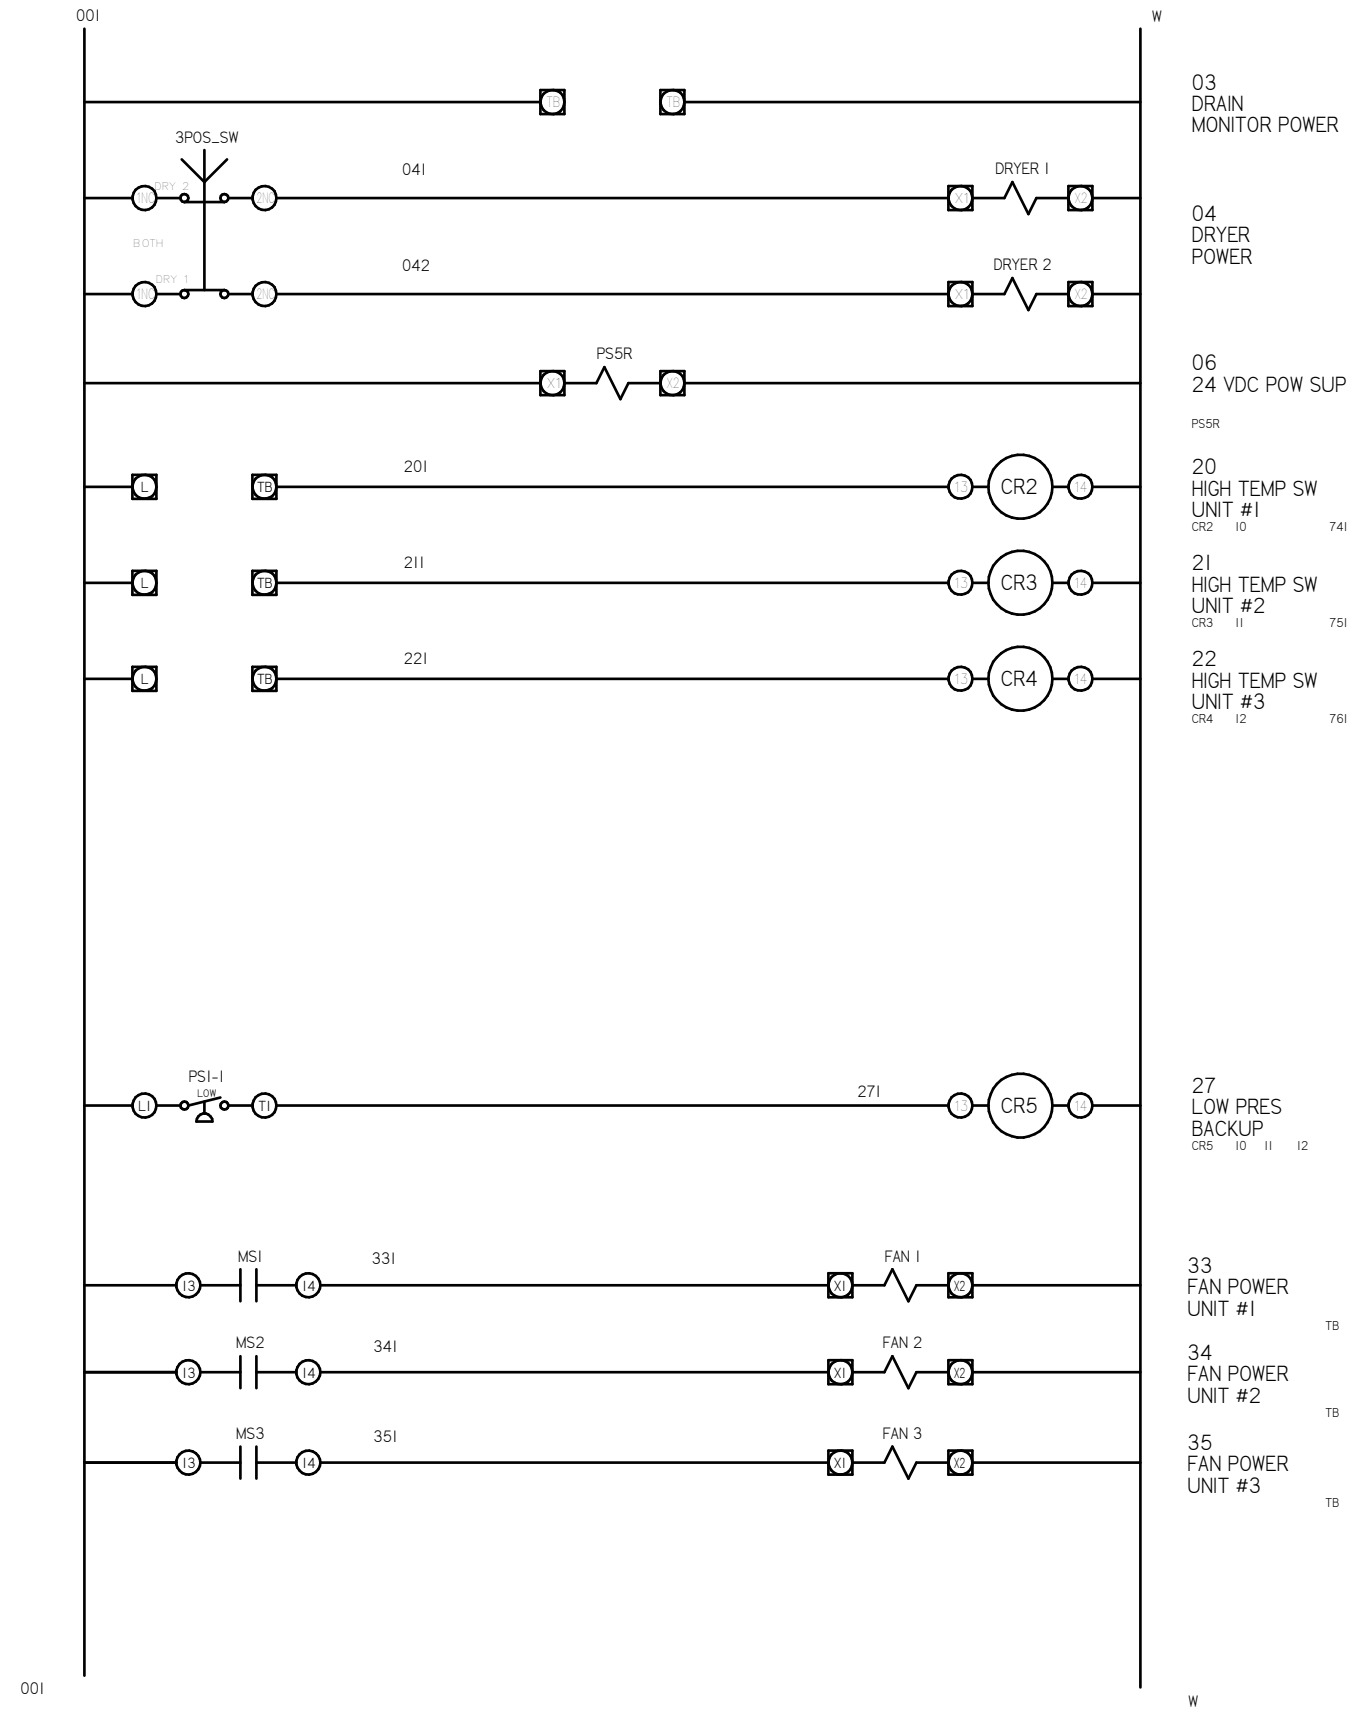 001
W
03
DRAIN
MONITOR POWER
TB
TB
3POS_SW
DRY 2
1NC
2NC
041
DRYER 1
X1
X2
04
DRYER
POWER
BOTH
DRY 1
042
DRYER 2
X1
X2
PS5R
X1
X2
06
24 VDC POW SUP
PS5R
L
TB
201
13
CR2
14
20
HIGH TEMP SW
UNIT #1
CR2 10 741
L
TB
211
13
CR3
14
21
HIGH TEMP SW
UNIT #2
CR3 11 751
L
TB
221
13
CR4
14
22
HIGH TEMP SW
UNIT #3
CR4 12 761
PS1-1
LOW
L1
T1
271
13
CR5
14
27
LOW PRES
BACKUP
CR5 10 11 12
MS1
13
14
331
FAN 1
X1
X2
33
FAN POWER
UNIT #1
TB
MS2
13
14
341
FAN 2
X1
X2
34
FAN POWER
UNIT #2
TB
MS3
13
14
351
FAN 3
X1
X2
35
FAN POWER
UNIT #3
TB
001
W